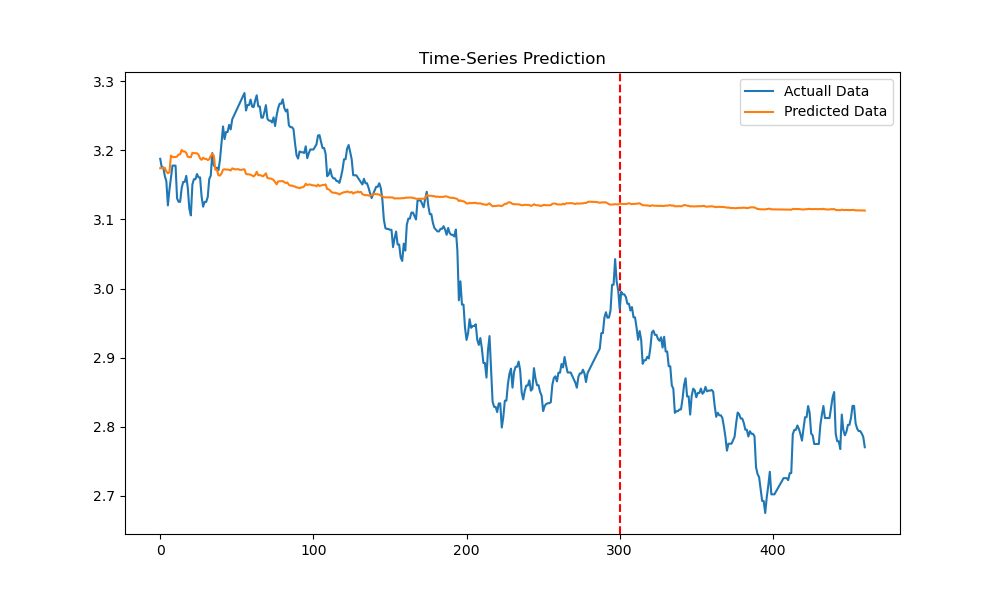 Time-Series Prediction
Actuall Data
Predicted Data
3.3
3.2
3.1
3.0
2.9
2.8
2.7
0 100 200 300 400